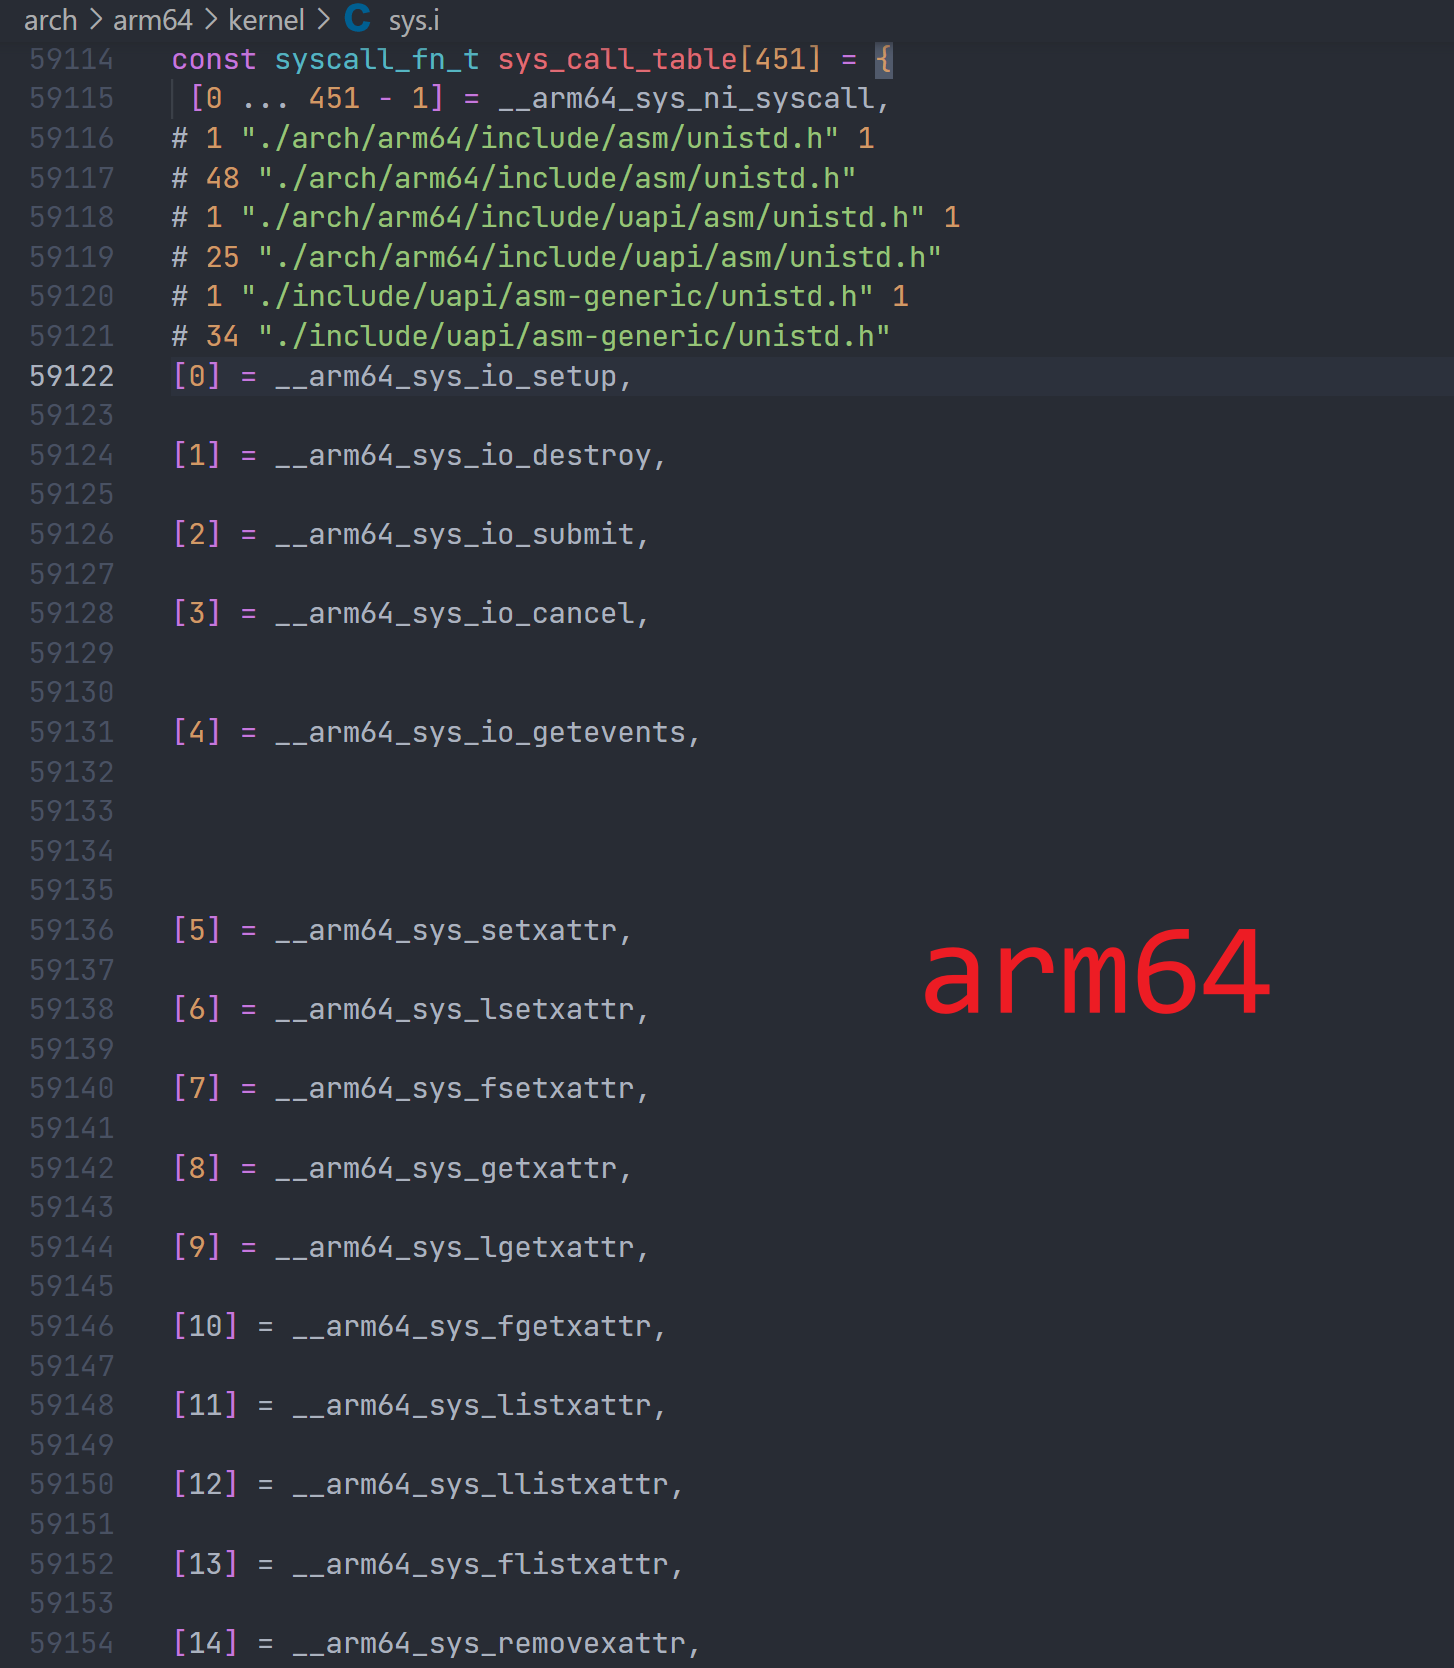 arch > arm64 > kernel > C sys.i
59114 const syscall_fn_t sys_call_table[451] = {
59115 [0 ... 451 - 1] = __arm64_sys_ni_syscall,
59116 # 1 "./arch/arm64/include/asm/unistd.h" 1
59117 # 48 "./arch/arm64/include/asm/unistd.h"
59118 # 1 "./arch/arm64/include/uapi/asm/unistd.h" 1
59119 # 25 "./arch/arm64/include/uapi/asm/unistd.h"
59120 # 1 "./include/uapi/asm-generic/unistd.h" 1
59121 # 34 "./include/uapi/asm-generic/unistd.h"
59122 [0] = __arm64_sys_io_setup,
59123
59124 [1] = __arm64_sys_io_destroy,
59125
59126 [2] = __arm64_sys_io_submit,
59127
59128 [3] = __arm64_sys_io_cancel,
59129
59130
59131 [4] = __arm64_sys_io_getevents,
59132
59133
59134
59135
59136 [5] = __arm64_sys_setxattr,
arm64
59137
59138 [6] = __arm64_sys_lsetxattr,
59139
59140 [7] = __arm64_sys_fsetxattr,
59141
59142 [8] = __arm64_sys_getxattr,
59143
59144 [9] = __arm64_sys_lgetxattr,
59145
59146 [10] = __arm64_sys_fgetxattr,
59147
59148 [11] = __arm64_sys_listxattr,
59149
59150 [12] = __arm64_sys_llistxattr,
59151
59152 [13] = __arm64_sys_flistxattr,
59153
59154 [14] = __arm64_sys_removexattr,